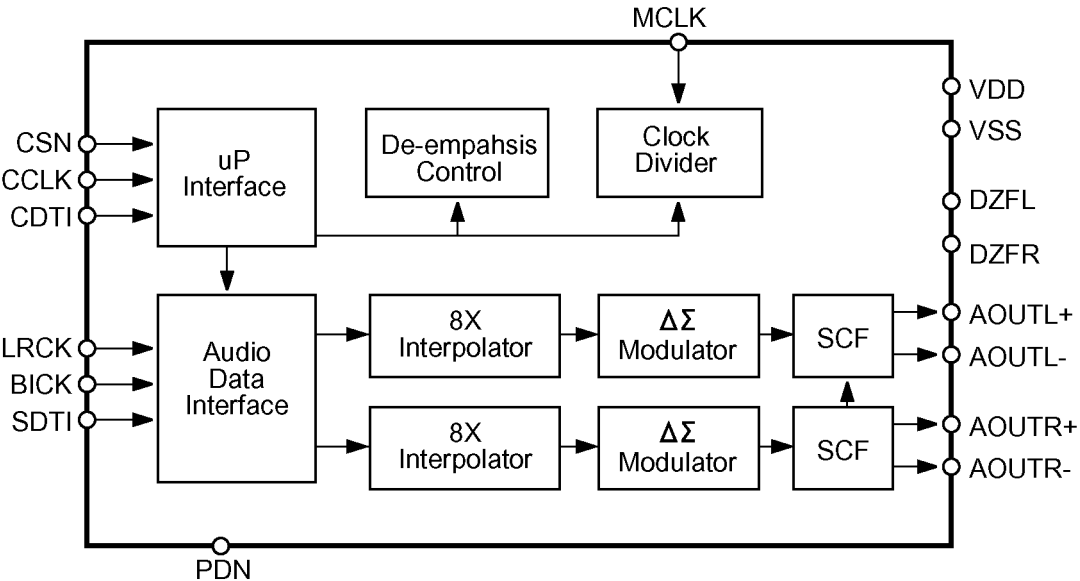 MCLK
VDD
VSS
DZFL
DZFR
CSN
CCLK
CDTI
uP
Interface
De-empahsis
Control
Clock
Divider
LRCK
BICK
SDTI
Audio
Data
Interface
8X
Interpolator
ΔΣ
Modulator
SCF
AOUTL+
AOUTL-
8X
Interpolator
ΔΣ
Modulator
SCF
AOUTR+
AOUTR-
PDN